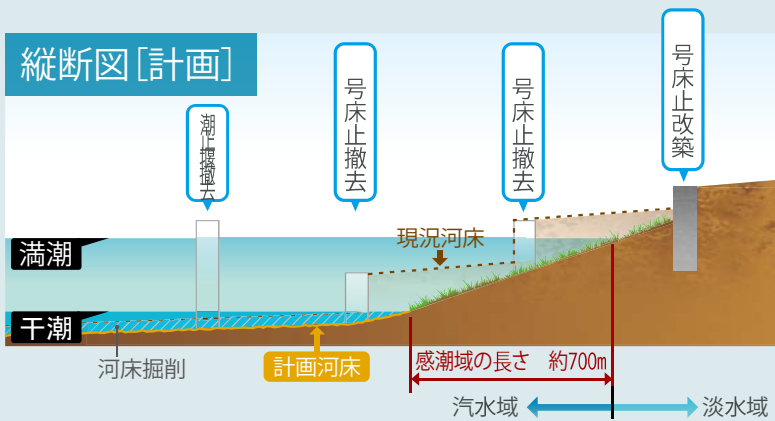 縦断図[計画]
潮止堰撤去
号床止撤去
号床止撤去
号床止改築
満潮
現況河床
干潮
河床掘削
計画河床
感潮域の長さ 約700m
汽水域
淡水域